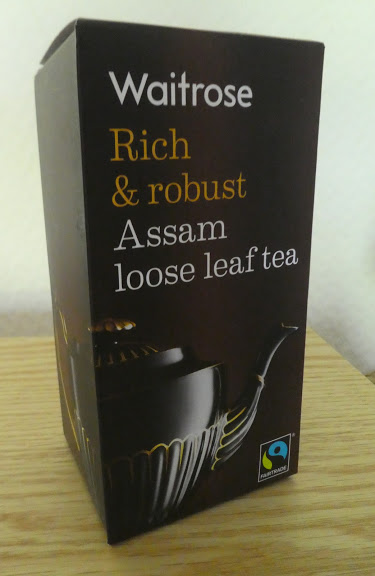 Waitrose
Rich
& robust
Assam
loose leaf tea
FAIRTRADE